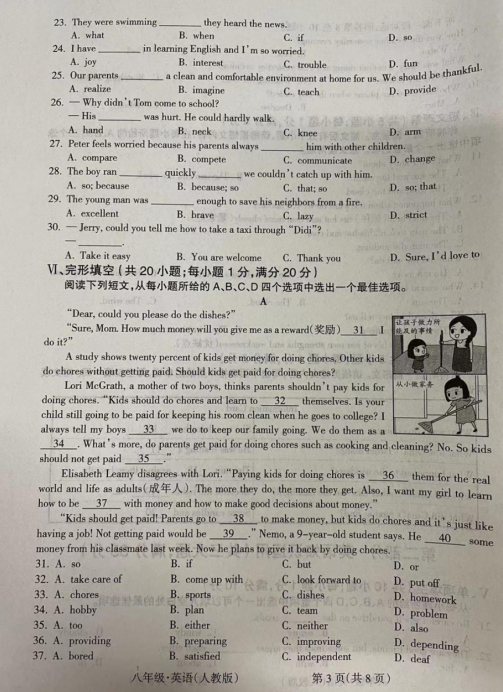 23. They were swimming ________ they heard the news.
A. what B. when C. if D. so
24. I have ________ in learning English and I'm so worried.
A. joy B. interest C. trouble D. fun
25. Our parents ________ a clean and comfortable environment at home for us. We should be thankful.
A. realize B. imagine C. teach D. provide
26. — Why didn't Tom come to school?
— His ________ was hurt. He could hardly walk.
A. hand B. neck C. knee D. arm
27. Peter feels worried because his parents always ________ him with other children.
A. compare B. compete C. communicate D. change
28. The boy ran ________ quickly ________ we couldn't catch up with him.
A. so; because B. because; so C. that; so D. so; that
29. The young man was ________ enough to save his neighbors from a fire.
A. excellent B. brave C. lazy D. strict
30. — Jerry, could you tell me how to take a taxi through "Didi"?
— ________.
A. Take it easy B. You are welcome C. Thank you D. Sure, I'd love to
Ⅵ、完形填空(共20小题;每小题1分,满分20分)
阅读下列短文,从每小题所给的A、B、C、D四个选项中选出一个最佳选项。
A
"Dear, could you please do the dishes?"
"Sure, Mom. How much money will you give me as a reward(奖励) 31 I
do it?"
A study shows twenty percent of kids get money for doing chores. Other kids
do chores without getting paid. Should kids get paid for doing chores?
Lori McGrath, a mother of two boys, thinks parents shouldn't pay kids for
doing chores. "Kids should do chores and learn to 32 themselves. Is your
child still going to be paid for keeping his room clean when he goes to college? I
always tell my boys 33 we do to keep our family going. We do them as a
34 . What's more, do parents get paid for doing chores such as cooking and cleaning? No. So kids
should not get paid 35 ."
Elisabeth Leamy disagrees with Lori. "Paying kids for doing chores is 36 them for the real
world and life as adults(成年人). The more they do, the more they get. Also, I want my girl to learn
how to be 37 with money and how to make good decisions about money."
"Kids should get paid! Parents go to 38 to make money, but kids do chores and it's just like
having a job! Not getting paid would be 39 ." Nemo, a 9-year-old student says. He 40 some
money from his classmate last week. Now he plans to give it back by doing chores.
让孩子做力所
能及的事情
从小做家务
31. A. so B. if C. but D. or
32. A. take care of B. come up with C. look forward to D. put off
33. A. chores B. sports C. dishes D. homework
34. A. hobby B. plan C. team D. problem
35. A. too B. either C. neither D. also
36. A. providing B. preparing C. improving D. depending
37. A. bored B. satisfied C. independent D. deaf
八年级·英语(人教版) 第3页(共8页)